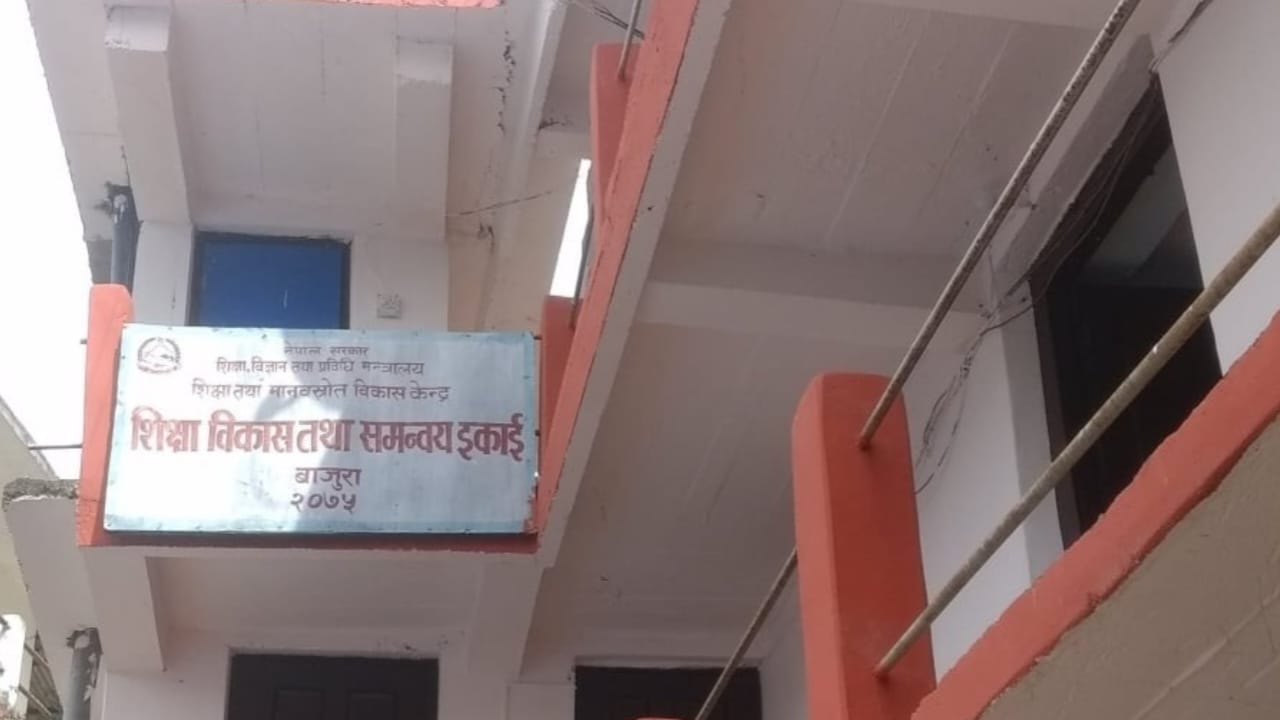 नेपाल सरकार
शिक्षा, विज्ञान तथा प्रविधि मन्त्रालय
शिक्षा तथा मानवस्रोत विकास केन्द्र
शिक्षा विकास तथा समन्वय इकाई
बाजुरा
२०७५